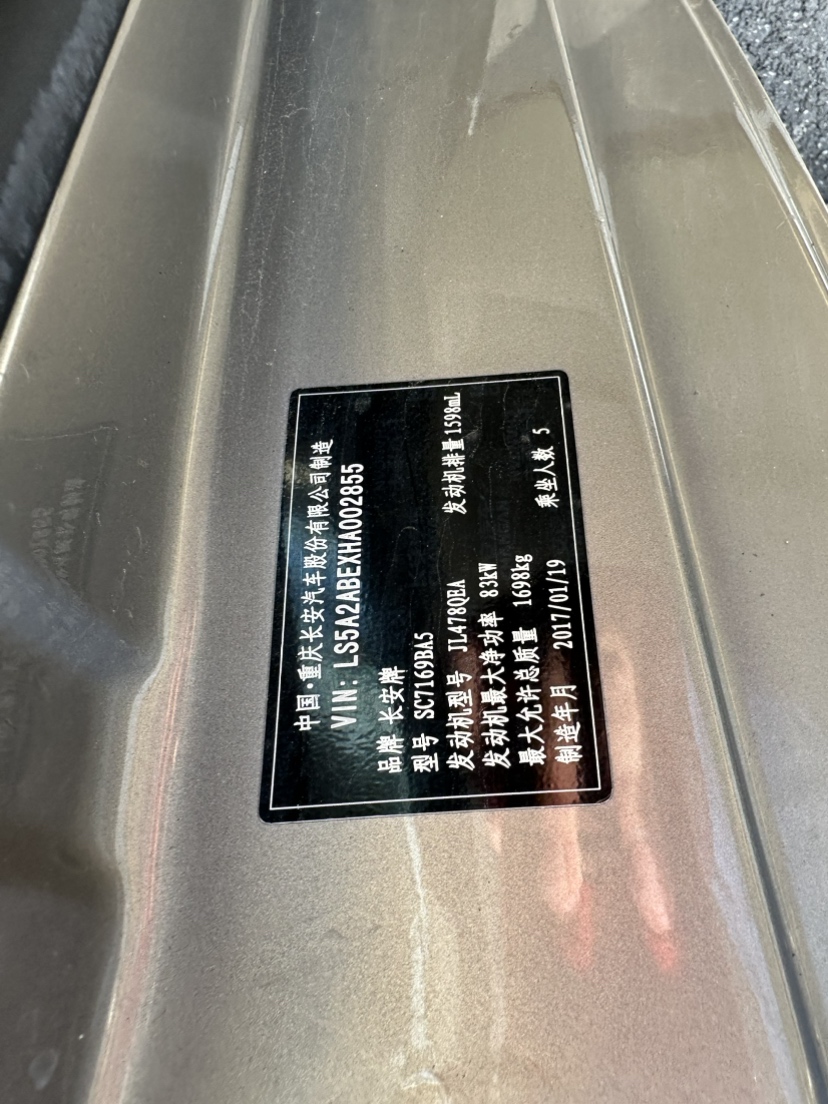 中国·重庆长安汽车股份有限公司制造
VIN: LS5A2ABEXHA002855
品牌 长安牌
型号 SC7169BA5
发动机型号 JL478QEA 发动机排量 1598mL
发动机最大净功率 83kW
最大允许总质量 1698kg
制造年月 2017/01/19 乘坐人数 5